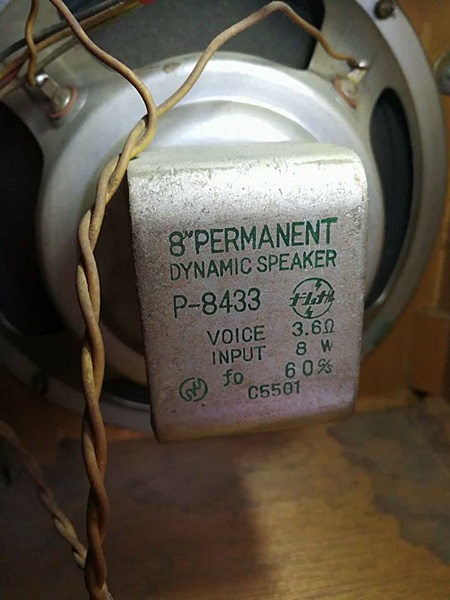 8"PERMANENT
DYNAMIC SPEAKER
P-8433
VOICE 3.6Ω
INPUT 8 W
fo 60 c/s
C5501